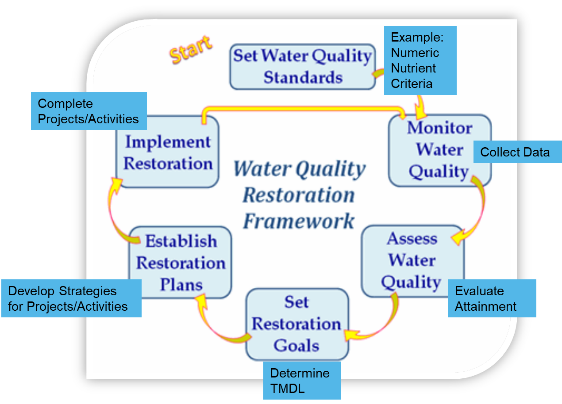 Start
Set Water Quality
Standards
Example:
Numeric
Nutrient
Criteria
Complete
Projects/Activities
Implement
Restoration
Monitor
Water
Quality
Collect Data
Water Quality
Restoration
Framework
Establish
Restoration
Plans
Assess
Water
Quality
Develop Strategies
for Projects/Activities
Evaluate
Attainment
Set
Restoration
Goals
Determine
TMDL